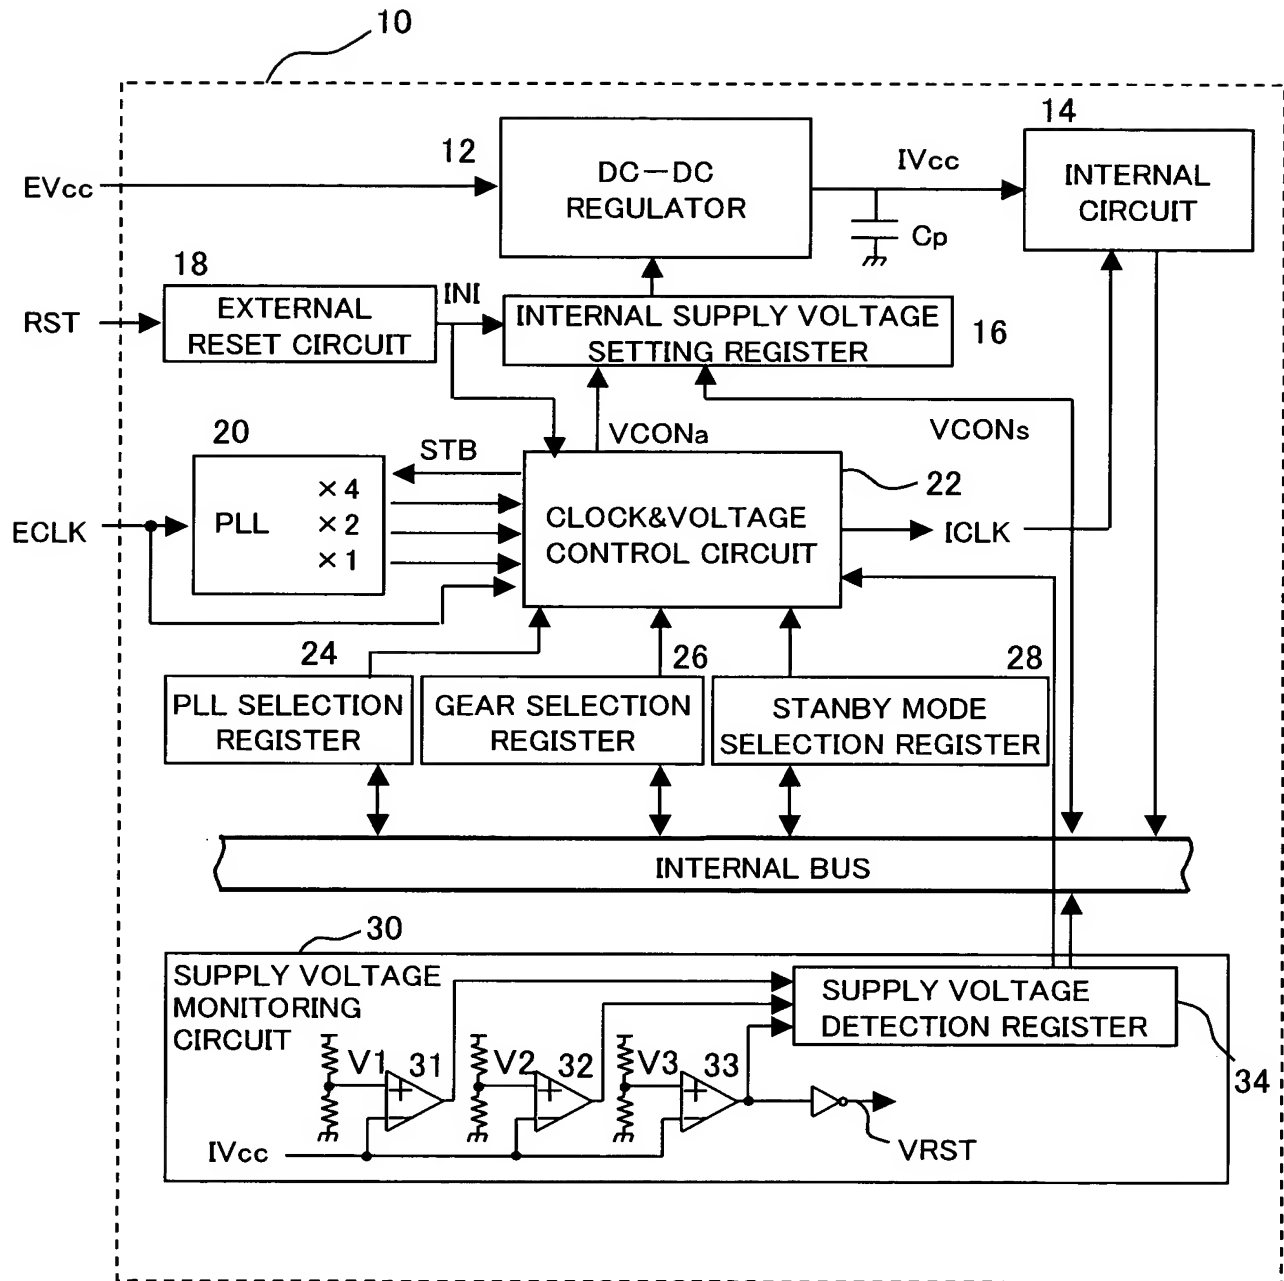 10
14
12
EVcc
DC−DC
REGULATOR
IVcc
INTERNAL
CIRCUIT
Cp
18
RST
EXTERNAL
RESET CIRCUIT
INI
INTERNAL SUPPLY VOLTAGE
SETTING REGISTER
16
20
STB
VCONa
VCONs
22
ECLK
PLL
×4
×2
×1
CLOCK&VOLTAGE
CONTROL CIRCUIT
ICLK
24
26
28
PLL SELECTION
REGISTER
GEAR SELECTION
REGISTER
STANBY MODE
SELECTION REGISTER
INTERNAL BUS
30
SUPPLY VOLTAGE
MONITORING
CIRCUIT
SUPPLY VOLTAGE
DETECTION REGISTER
34
V1
31
V2
32
V3
33
+
−
+
−
+
−
IVcc
VRST